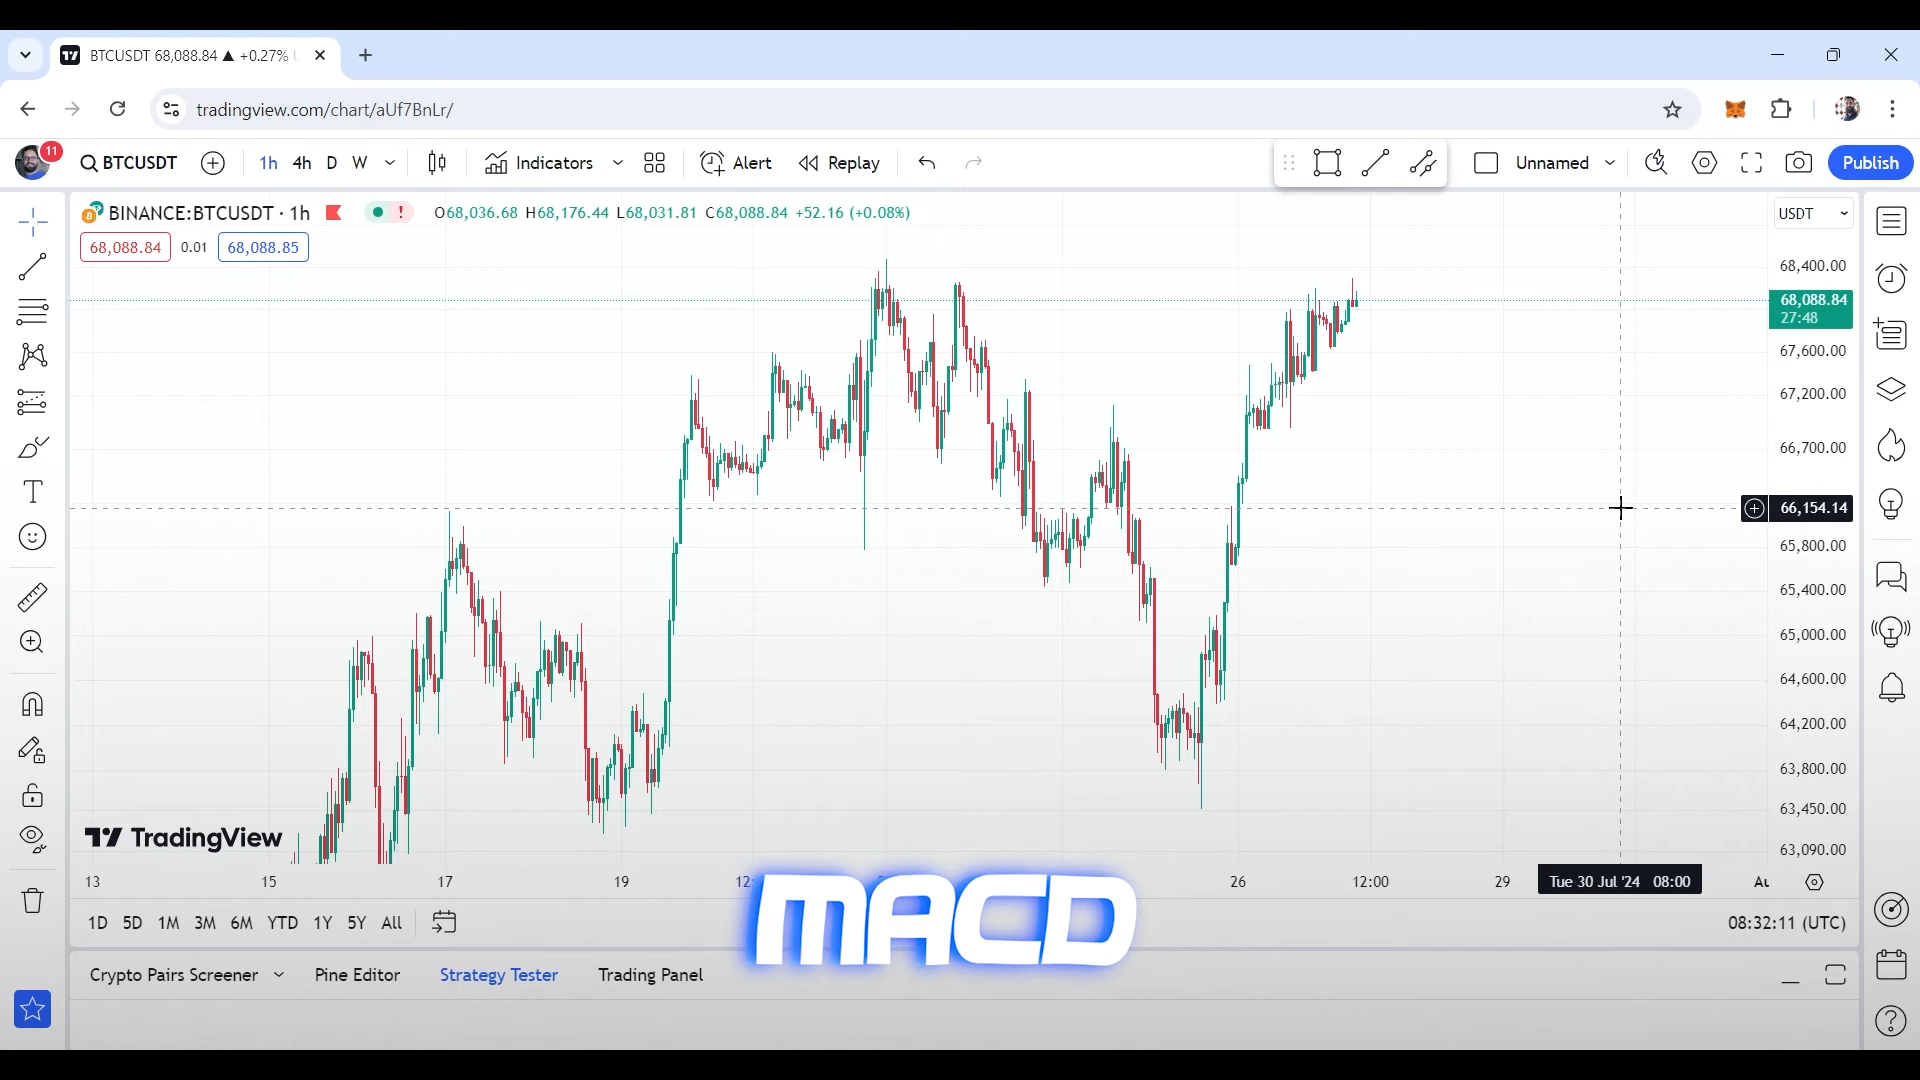 BTCUSDT 68,088.84 ▲ +0.27%
tradingview.com/chart/aUf7BnLr/
11
BTCUSDT
1h 4h D W
Indicators
Alert
Replay
Unnamed
Publish
BINANCE:BTCUSDT · 1h
O68,036.68 H68,176.44 L68,031.81 C68,088.84 +52.16 (+0.08%)
USDT
68,088.84 0.01 68,088.85
68,400.00
68,088.84
27:48
67,600.00
67,200.00
66,700.00
66,154.14
65,800.00
65,400.00
65,000.00
64,600.00
64,200.00
63,800.00
63,450.00
63,090.00
TradingView
13 15 17 19 12: 26 12:00 29 Tue 30 Jul '24 08:00
MACD
1D 5D 1M 3M 6M YTD 1Y 5Y All
08:32:11 (UTC)
Crypto Pairs Screener Pine Editor Strategy Tester Trading Panel